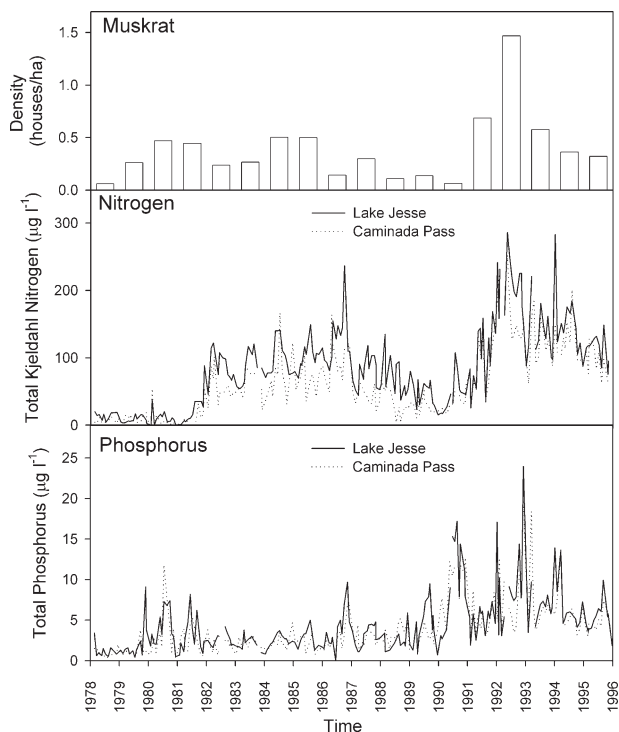 Muskrat
Density
(houses/ha)
1.5
1.0
0.5
0.0
Nitrogen
Lake Jesse
Caminada Pass
Total Kjeldahl Nitrogen (µg l-1)
300
200
100
0
Phosphorus
Lake Jesse
Caminada Pass
Total Phosphorus (µg l-1)
25
20
15
10
5
0
1978 1979 1980 1981 1982 1983 1984 1985 1986 1987 1988 1989 1990 1991 1992 1993 1994 1995 1996
Time